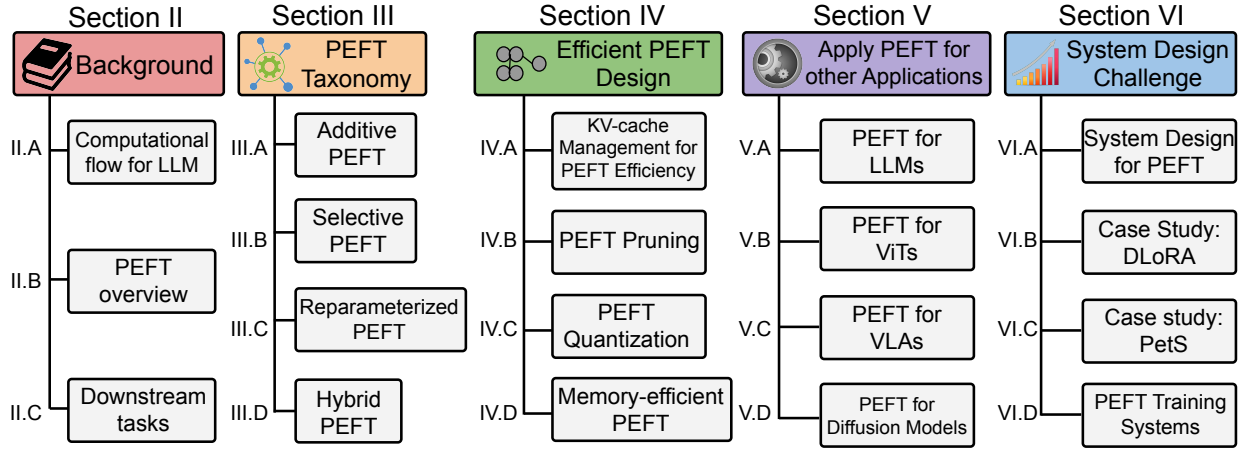 Section II
Background
II.A
Computational
flow for LLM
II.B
PEFT
overview
II.C
Downstream
tasks
Section III
PEFT
Taxonomy
III.A
Additive
PEFT
III.B
Selective
PEFT
III.C
Reparameterized
PEFT
III.D
Hybrid
PEFT
Section IV
Efficient PEFT
Design
IV.A
KV-cache
Management for
PEFT Efficiency
IV.B
PEFT Pruning
IV.C
PEFT
Quantization
IV.D
Memory-efficient
PEFT
Section V
Apply PEFT for
other Applications
V.A
PEFT for
LLMs
V.B
PEFT for
ViTs
V.C
PEFT for
VLAs
V.D
PEFT for
Diffusion Models
Section VI
System Design
Challenge
VI.A
System Design
for PEFT
VI.B
Case Study:
DLoRA
VI.C
Case study:
PetS
VI.D
PEFT Training
Systems